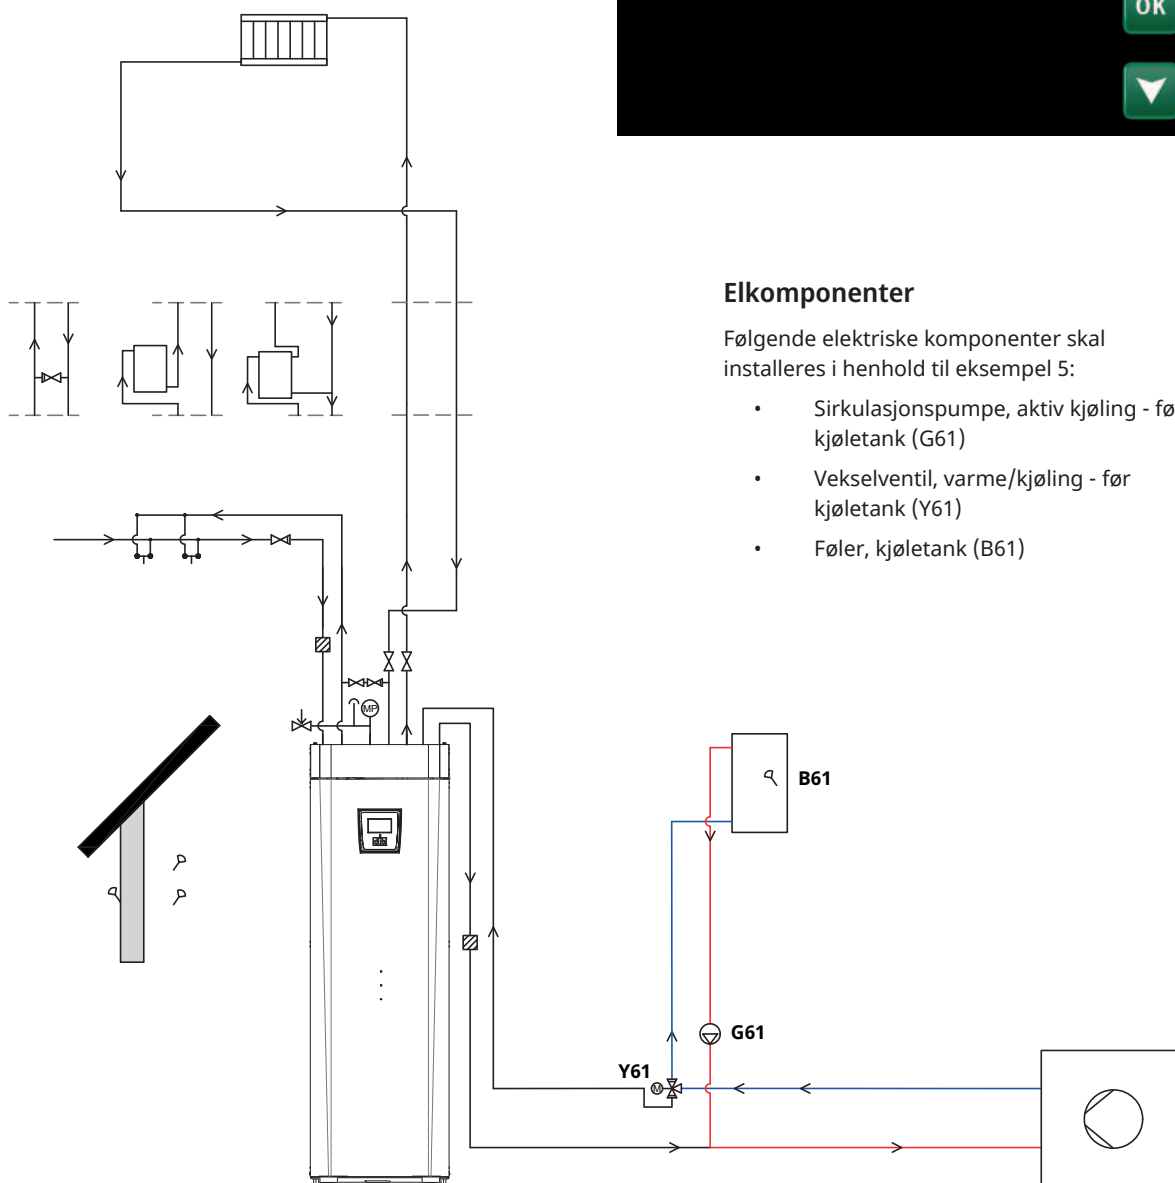 OK
Elkomponenter
Følgende elektriske komponenter skal
installeres i henhold til eksempel 5:
• Sirkulasjonspumpe, aktiv kjøling - fø
kjøletank (G61)
• Vekselventil, varme/kjøling - før
kjøletank (Y61)
• Føler, kjøletank (B61)
MP
B61
G61
Y61
M